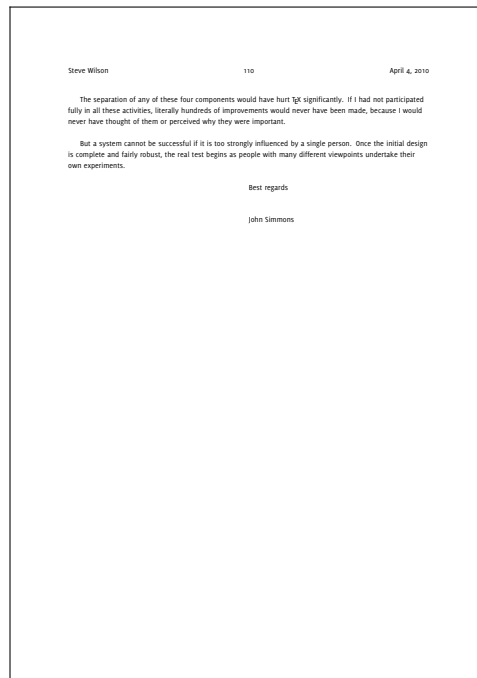 Steve Wilson 110 April 4, 2010
The separation of any of these four components would have hurt TEX significantly. If I had not participated
fully in all these activities, literally hundreds of improvements would never have been made, because I would
never have thought of them or perceived why they were important.
But a system cannot be successful if it is too strongly influenced by a single person. Once the initial design
is complete and fairly robust, the real test begins as people with many different viewpoints undertake their
own experiments.
Best regards
John Simmons